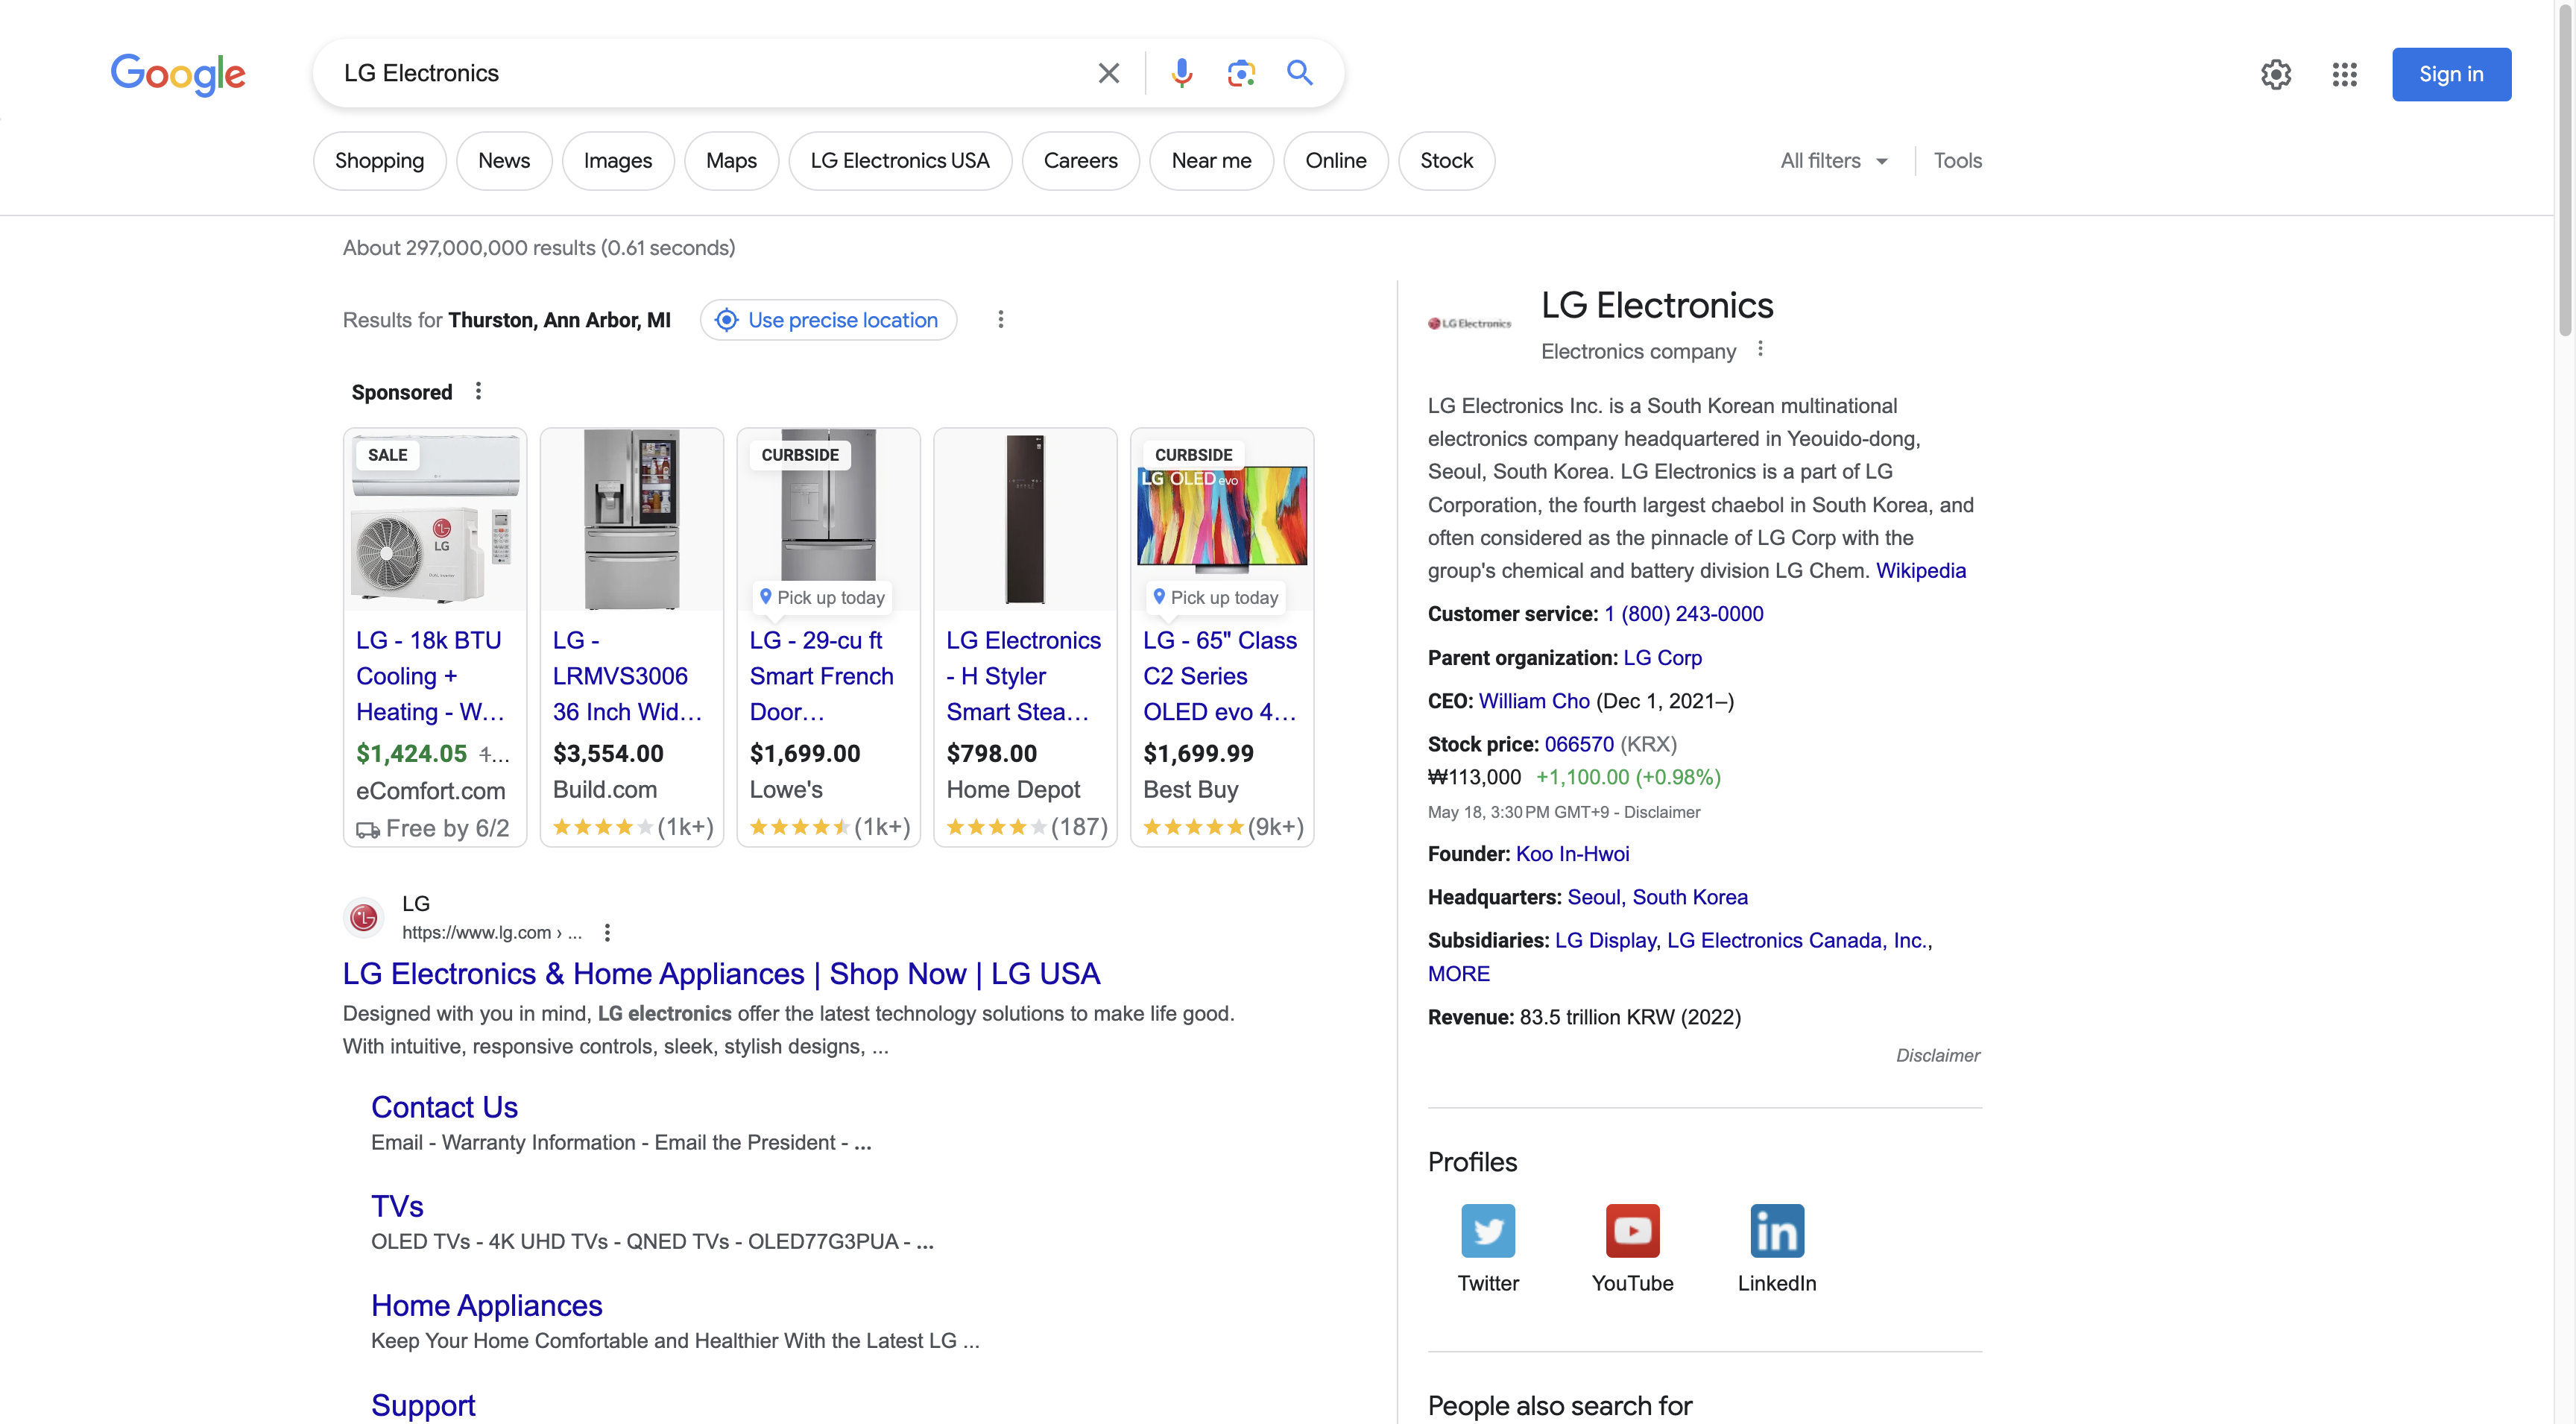 Google
LG Electronics
Sign in
Shopping
News
Images
Maps
LG Electronics USA
Careers
Near me
Online
Stock
All filters
Tools
About 297,000,000 results (0.61 seconds)
Results for Thurston, Ann Arbor, MI
Use precise location
Sponsored
SALE
LG
LG - 18k BTU
Cooling +
Heating - W...
$1,424.05 1...
eComfort.com
Free by 6/2
LG -
LRMVS3006
36 Inch Wid...
$3,554.00
Build.com
(1k+)
CURBSIDE
Pick up today
LG - 29-cu ft
Smart French
Door...
$1,699.00
Lowe's
(1k+)
LG Electronics
- H Styler
Smart Stea...
$798.00
Home Depot
(187)
CURBSIDE
LG OLED evo
Pick up today
LG - 65" Class
C2 Series
OLED evo 4...
$1,699.99
Best Buy
(9k+)
LG
https://www.lg.com › ...
LG Electronics & Home Appliances | Shop Now | LG USA
Designed with you in mind, LG electronics offer the latest technology solutions to make life good.
With intuitive, responsive controls, sleek, stylish designs, ...
Contact Us
Email - Warranty Information - Email the President - ...
TVs
OLED TVs - 4K UHD TVs - QNED TVs - OLED77G3PUA - ...
Home Appliances
Keep Your Home Comfortable and Healthier With the Latest LG ...
Support
LG Electronics
LG Electronics
Electronics company
LG Electronics Inc. is a South Korean multinational
electronics company headquartered in Yeouido-dong,
Seoul, South Korea. LG Electronics is a part of LG
Corporation, the fourth largest chaebol in South Korea, and
often considered as the pinnacle of LG Corp with the
group's chemical and battery division LG Chem. Wikipedia
Customer service: 1 (800) 243-0000
Parent organization: LG Corp
CEO: William Cho (Dec 1, 2021–)
Stock price: 066570 (KRX)
₩113,000 +1,100.00 (+0.98%)
May 18, 3:30 PM GMT+9 - Disclaimer
Founder: Koo In-Hwoi
Headquarters: Seoul, South Korea
Subsidiaries: LG Display, LG Electronics Canada, Inc.,
MORE
Revenue: 83.5 trillion KRW (2022)
Disclaimer
Profiles
Twitter
YouTube
LinkedIn
People also search for